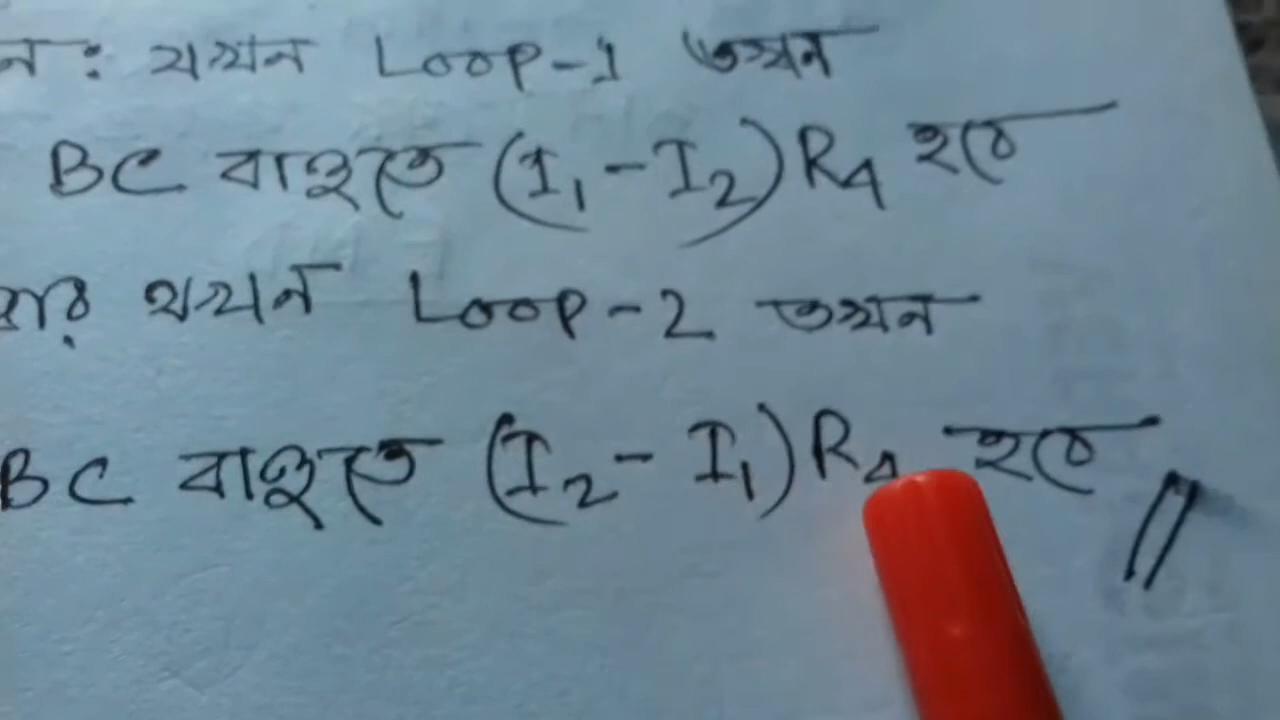 যখন Loop-1 তখন
BC বাহুতে (I₁-I₂)R₄ হবে
যখন Loop-2 তখন
BC বাহুতে (I₂-I₁)R₄ হবে //